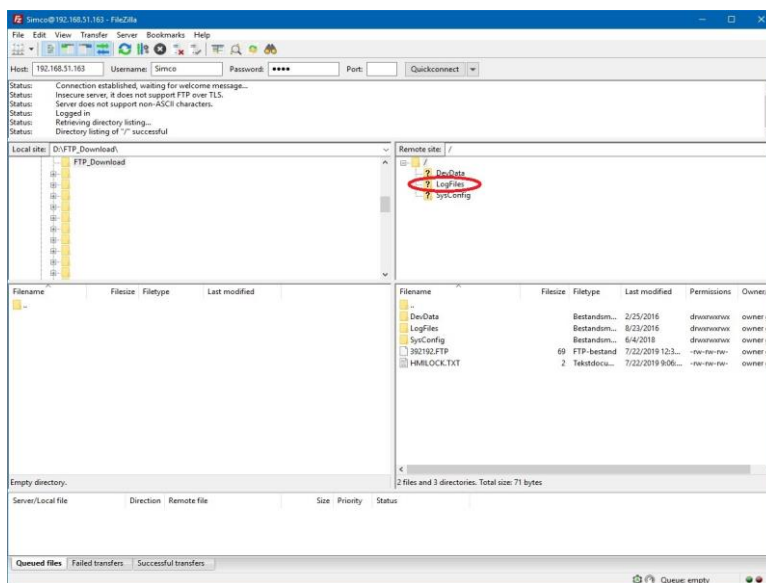 Simco@192.168.51.163 - FileZilla
File Edit View Transfer Server Bookmarks Help
Host: 192.168.51.163 Username: Simco Password: •••• Port: Quickconnect
Status: Connection established, waiting for welcome message...
Status: Insecure server, it does not support FTP over TLS.
Status: Server does not support non-ASCII characters.
Status: Logged in
Status: Retrieving directory listing...
Status: Directory listing of "/" successful
Local site: D:\FTP_Download\
FTP_Download
Remote site: /
/
? DevData
? LogFiles
? SysConfig
Filename Filesize Filetype Last modified
..
Empty directory.
Filename Filesize Filetype Last modified Permissions Owner/
..
DevData Bestandsm... 2/25/2016 drwxrwxrwx owner
LogFiles Bestandsm... 8/23/2016 drwxrwxrwx owner
SysConfig Bestandsm... 6/4/2018 drwxrwxrwx owner
392192.FTP 69 FTP-bestand 7/22/2019 12:3... -rw-rw-rw- owner
HMILOCK.TXT 2 Tekstdocu... 7/22/2019 9:06:... -rw-rw-rw- owner
2 files and 3 directories. Total size: 71 bytes
Server/Local file Direction Remote file Size Priority Status
Queued files Failed transfers Successful transfers
Queue: empty